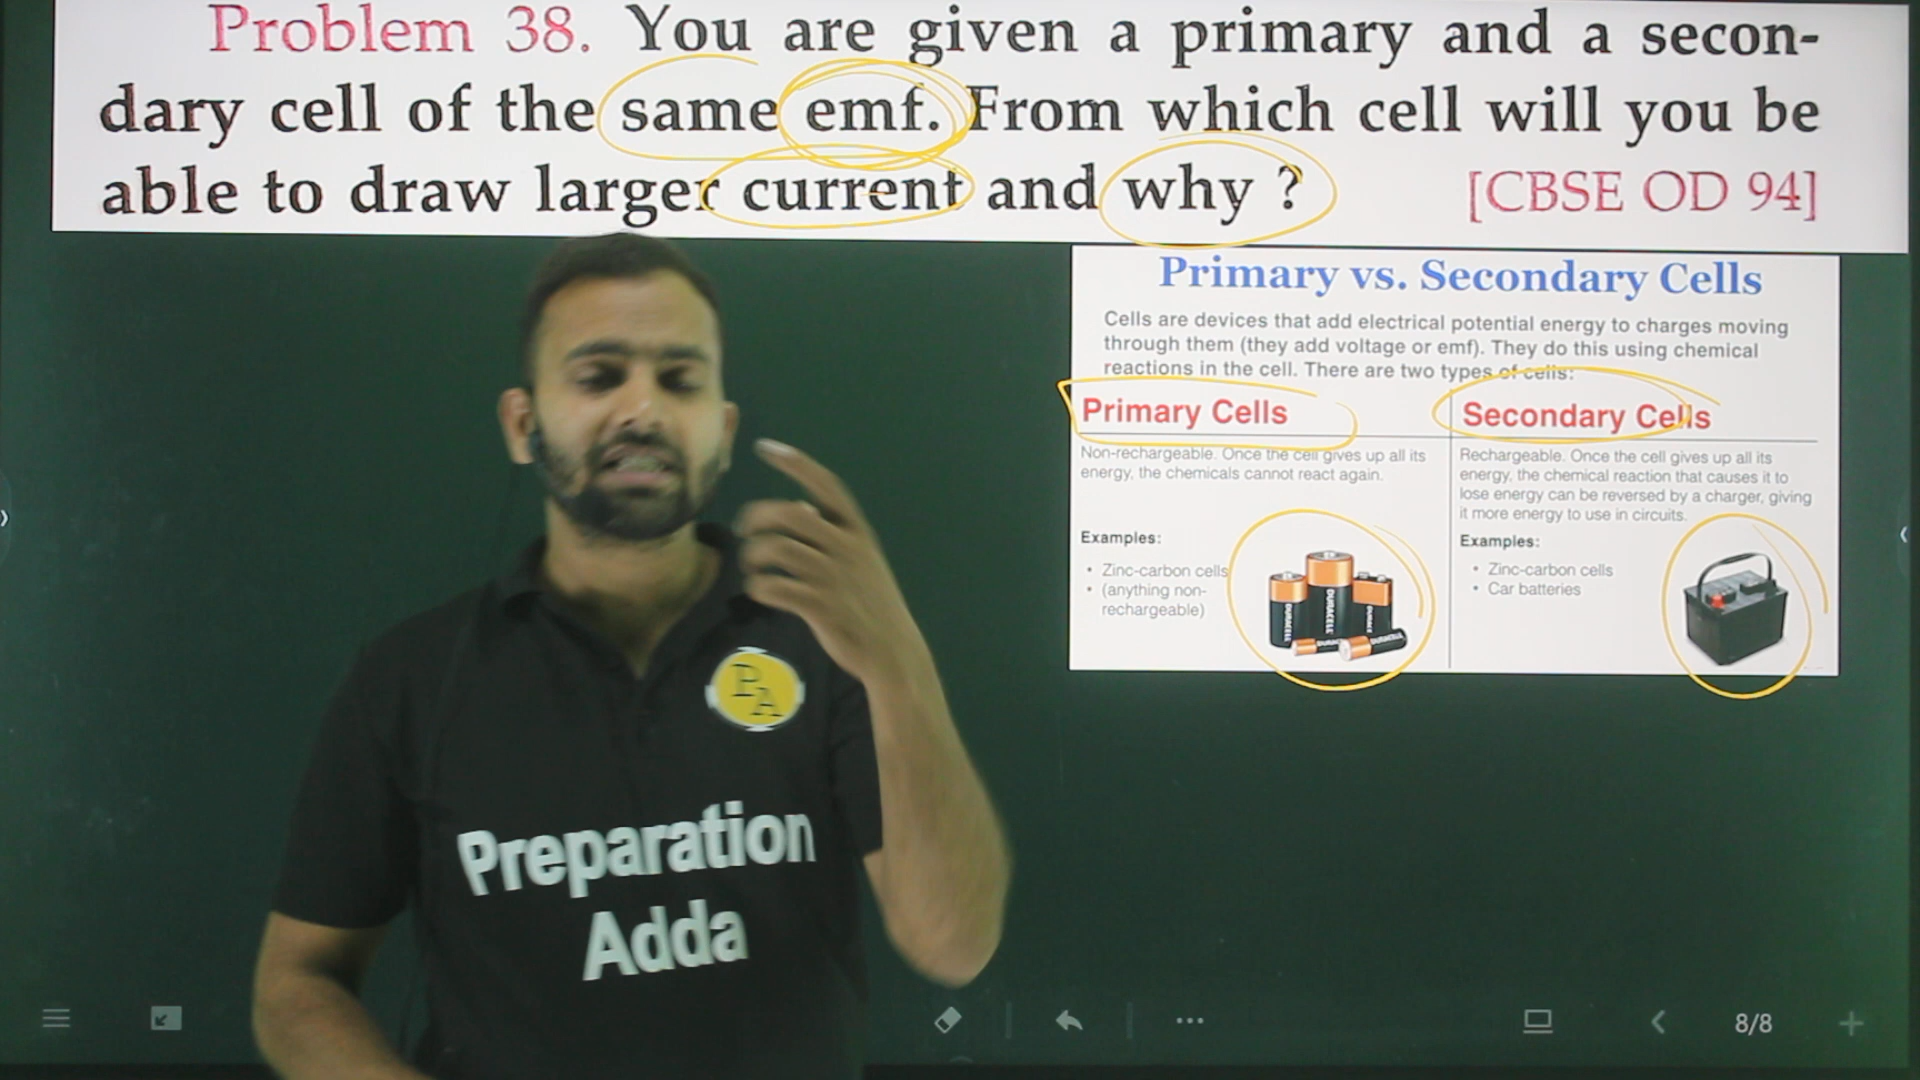 Problem 38. You are given a primary and a secon-
dary cell of the same emf. From which cell will you be
able to draw larger current and why ?
[CBSE OD 94]
Primary vs. Secondary Cells
Cells are devices that add electrical potential energy to charges moving
through them (they add voltage or emf). They do this using chemical
reactions in the cell. There are two types of cells:
Primary Cells
Non-rechargeable. Once the cell gives up all its
energy, the chemicals cannot react again.
Examples:
• Zinc-carbon cells
• (anything non-
rechargeable)
DURACELL
DURACELL
DURACELL
Secondary Cells
Rechargeable. Once the cell gives up all its
energy, the chemical reaction that causes it to
lose energy can be reversed by a charger, giving
it more energy to use in circuits.
Examples:
• Zinc-carbon cells
• Car batteries
PA
Preparation
Adda
8/8